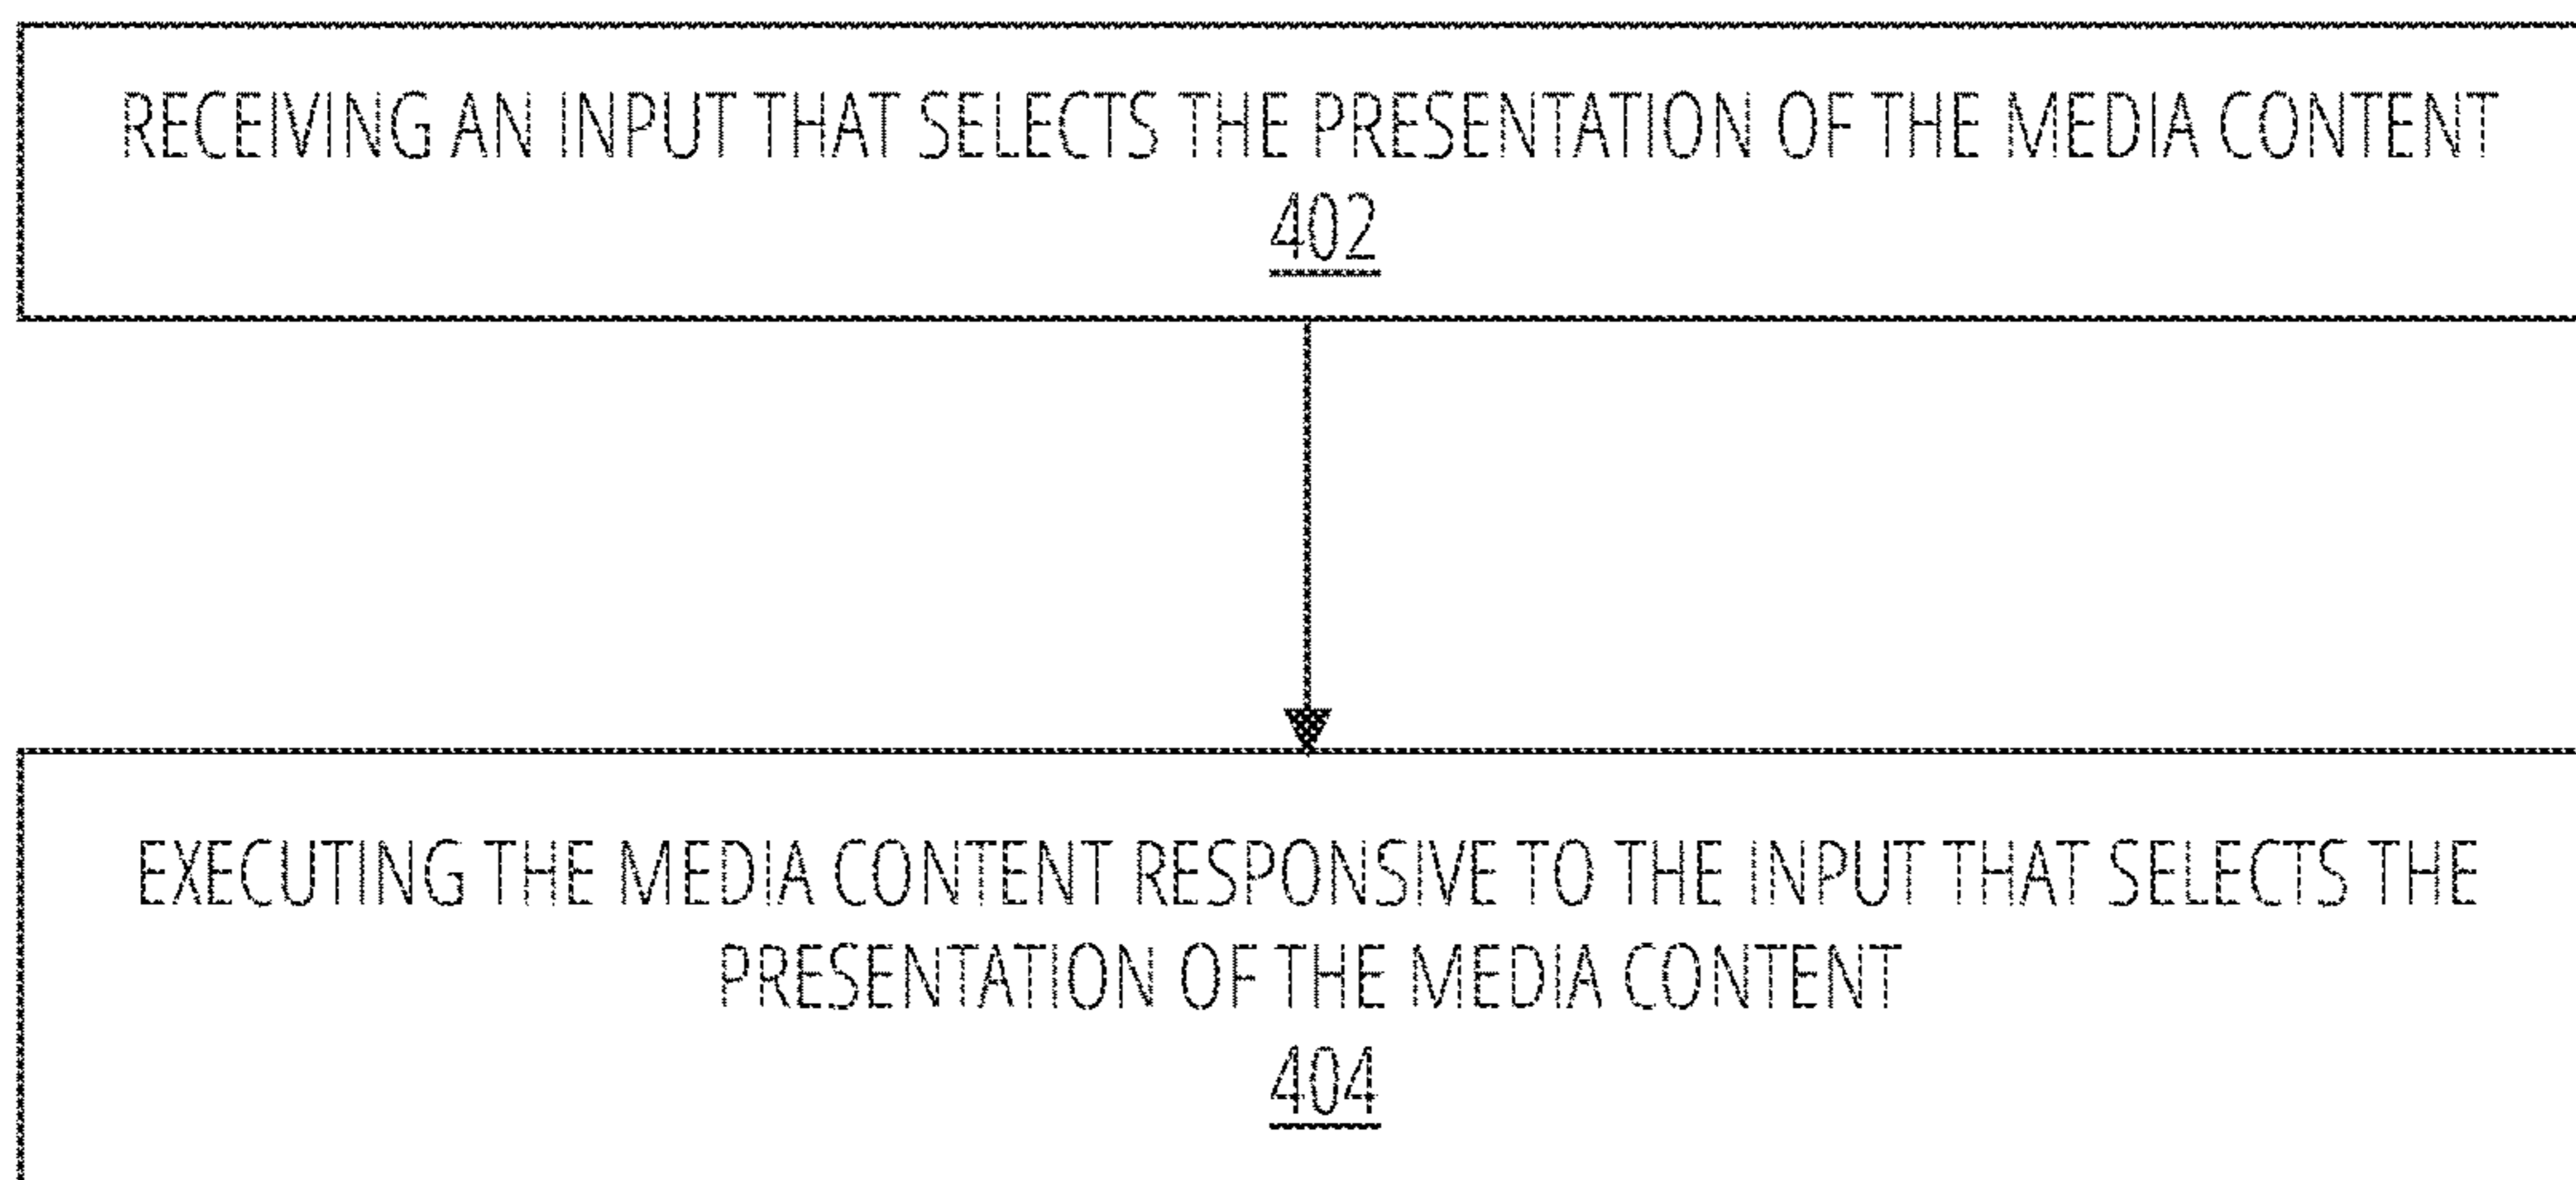 RECEIVING AN INPUT THAT SELECTS THE PRESENTATION OF THE MEDIA CONTENT
402
EXECUTING THE MEDIA CONTENT RESPONSIVE TO THE INPUT THAT SELECTS THE
PRESENTATION OF THE MEDIA CONTENT
404